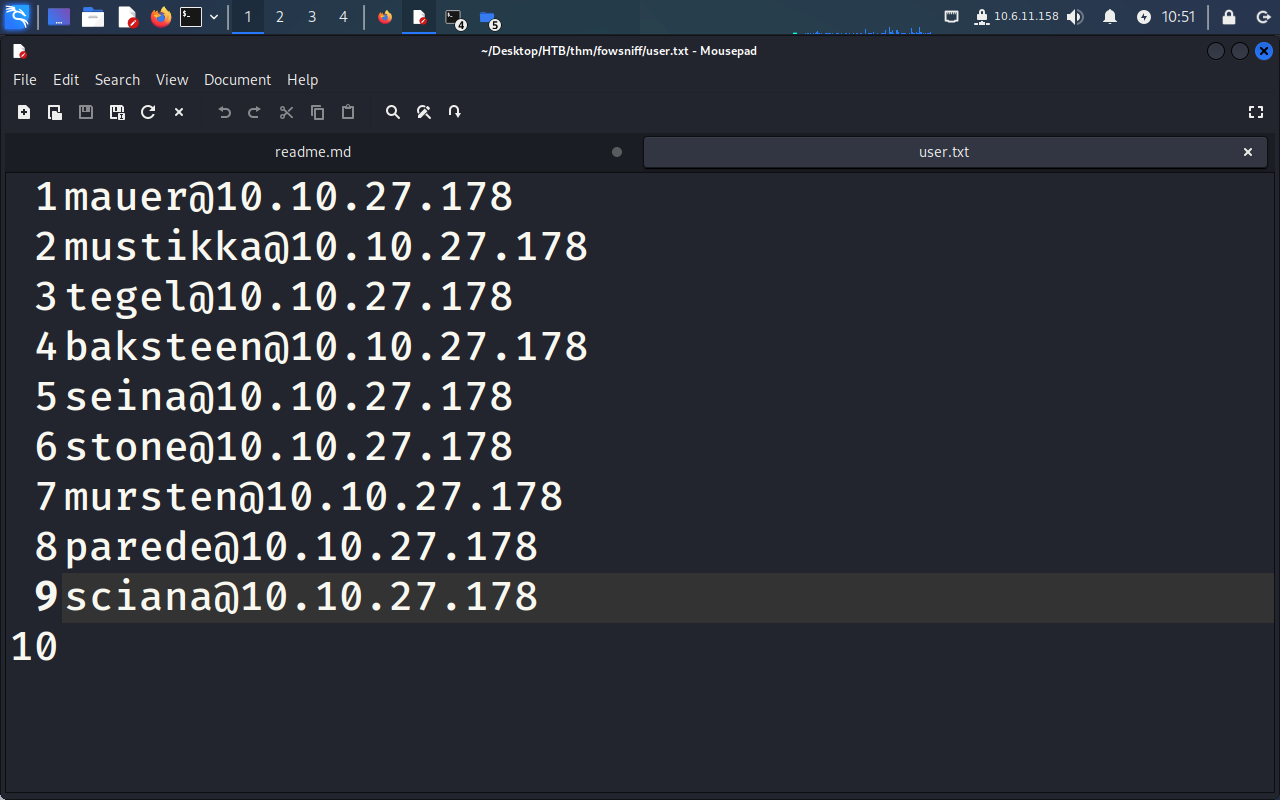 1 2 3 4 4 5 10.6.11.158 10:51
~/Desktop/HTB/thm/fowsniff/user.txt - Mousepad
File Edit Search View Document Help
readme.md user.txt
1 mauer@10.10.27.178
2 mustikka@10.10.27.178
3 tegel@10.10.27.178
4 baksteen@10.10.27.178
5 seina@10.10.27.178
6 stone@10.10.27.178
7 mursten@10.10.27.178
8 parede@10.10.27.178
9 sciana@10.10.27.178
10